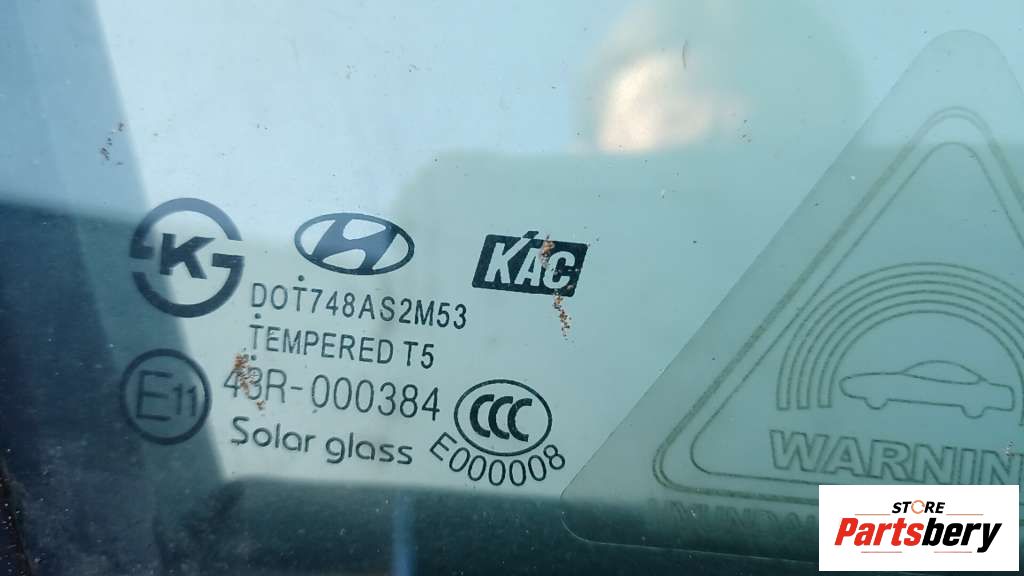 K
KAC
DOT748AS2M53
TEMPERED T5
E11
43R-000384
CCC
Solar glass
E000008
WARNIN
STORE
Partsbery